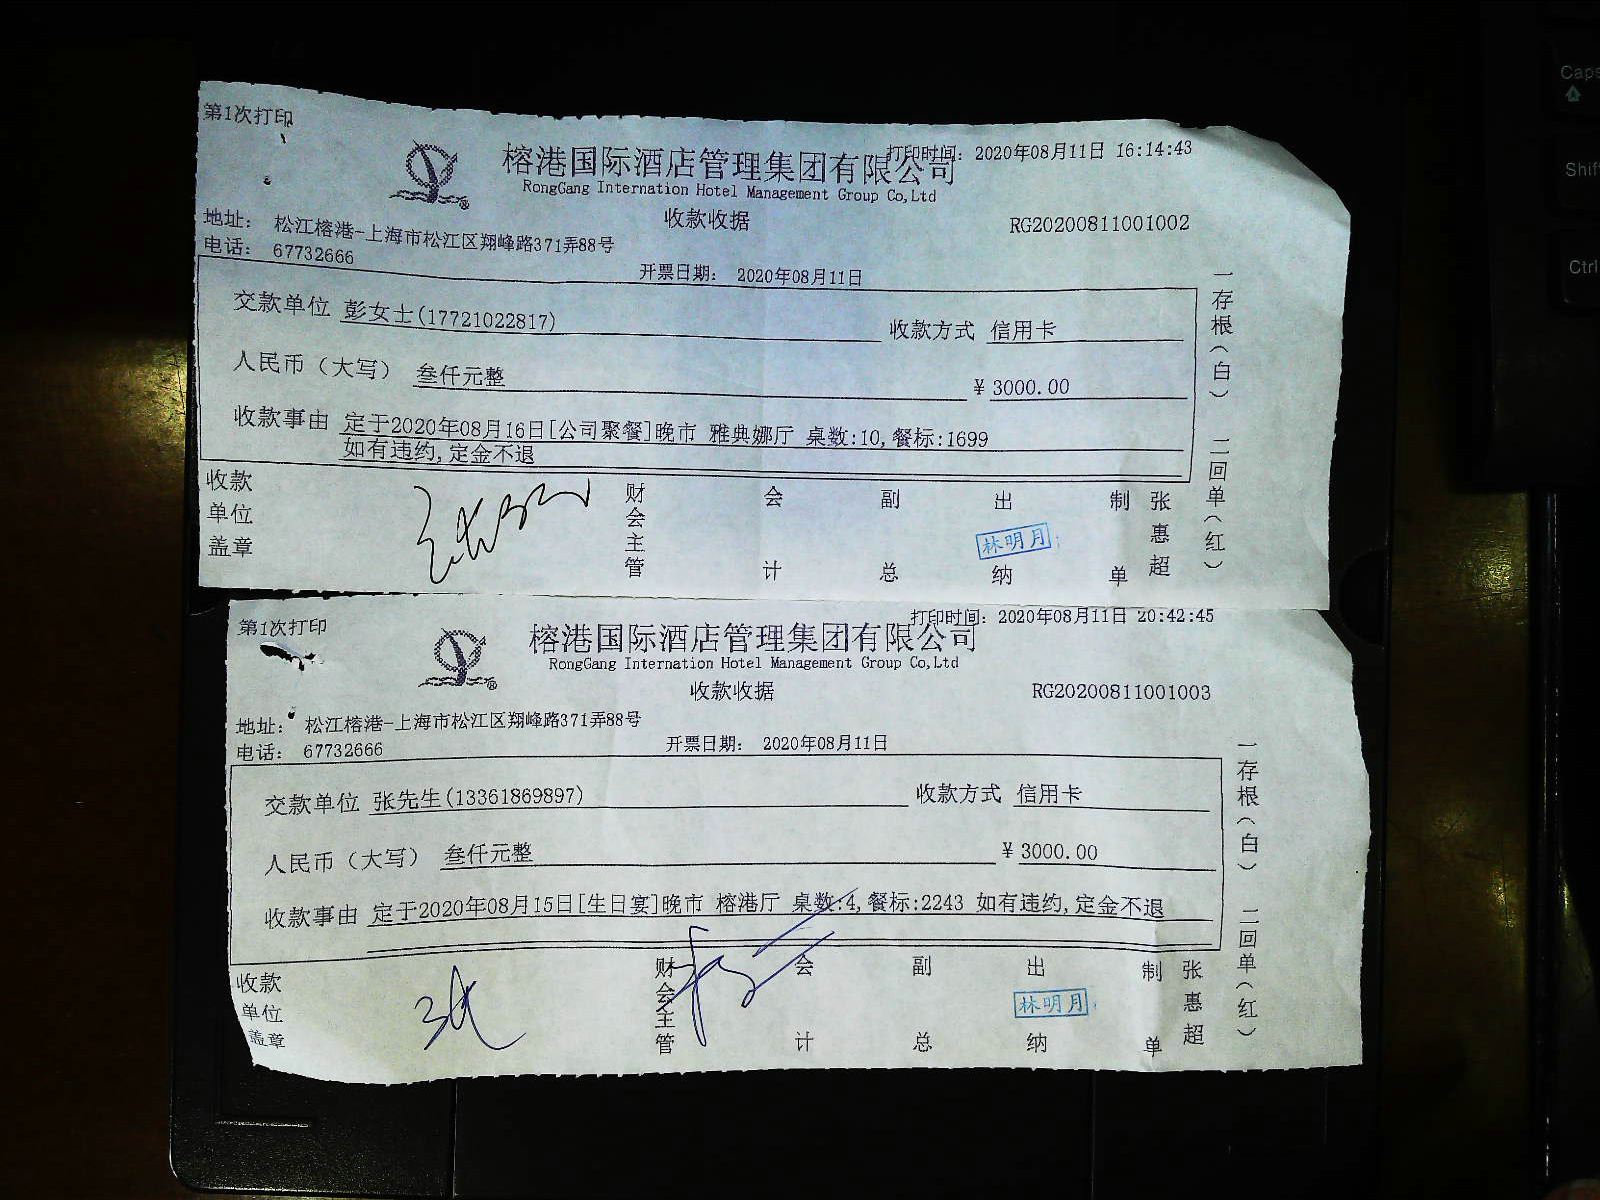 第1次打印
榕港国际酒店管理集团有限公司 打印时间： 2020年08月11日 16:14:43
RongGang Internation Hotel Management Group Co,Ltd
收款收据 RG20200811001002
地址： 松江榕港-上海市松江区翔峰路371弄88号
电话： 67732666
开票日期： 2020年08月11日
交款单位 彭女士(17721022817) 收款方式 信用卡
人民币（大写） 叁仟元整 ¥ 3000.00
收款事由 定于2020年08月16日[公司聚餐]晚市 雅典娜厅 桌数:10,餐标:1699
如有违约,定金不退
收款单位盖章 财会主管 会计 副总 出纳 林明月 制单 张惠超
一存根（白） 二回单（红）
第1次打印
榕港国际酒店管理集团有限公司 打印时间： 2020年08月11日 20:42:45
RongGang Internation Hotel Management Group Co,Ltd
收款收据 RG20200811001003
地址： 松江榕港-上海市松江区翔峰路371弄88号
电话： 67732666
开票日期： 2020年08月11日
交款单位 张先生(13361869897) 收款方式 信用卡
人民币（大写） 叁仟元整 ¥ 3000.00
收款事由 定于2020年08月15日[生日宴]晚市 榕港厅 桌数:4,餐标:2243 如有违约,定金不退
收款单位盖章 财会主管 会计 副总 出纳 林明月 制单 张惠超
一存根（白） 二回单（红）
Caps
Shift
Ctrl